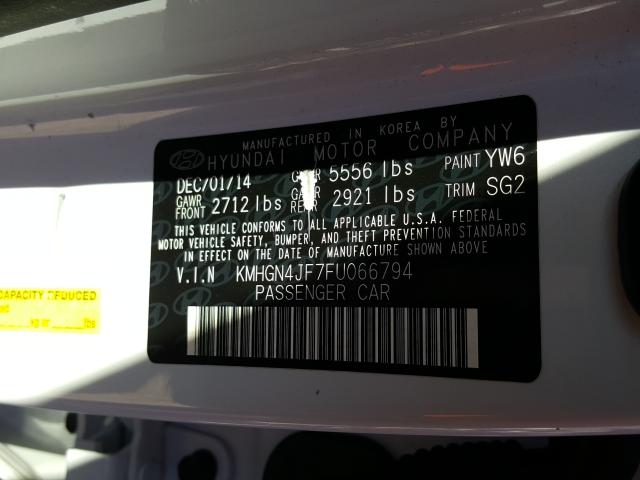 MANUFACTURED IN KOREA BY
HYUNDAI MOTOR COMPANY
DEC/01/14 5556 lbs PAINT YW6
GAWR FRONT 2712 lbs REAR 2921 lbs TRIM SG2
THIS VEHICLE CONFORMS TO ALL APPLICABLE U.S.A. FEDERAL
MOTOR VEHICLE SAFETY, BUMPER, AND THEFT PREVENTION STANDARDS
IN EFFECT ON THE DATE OF MANUFACTURE SHOWN ABOVE.
V.I.N KMHGN4JF7FU066794
PASSENGER CAR
CAPACITY REDUCED
kg or lbs